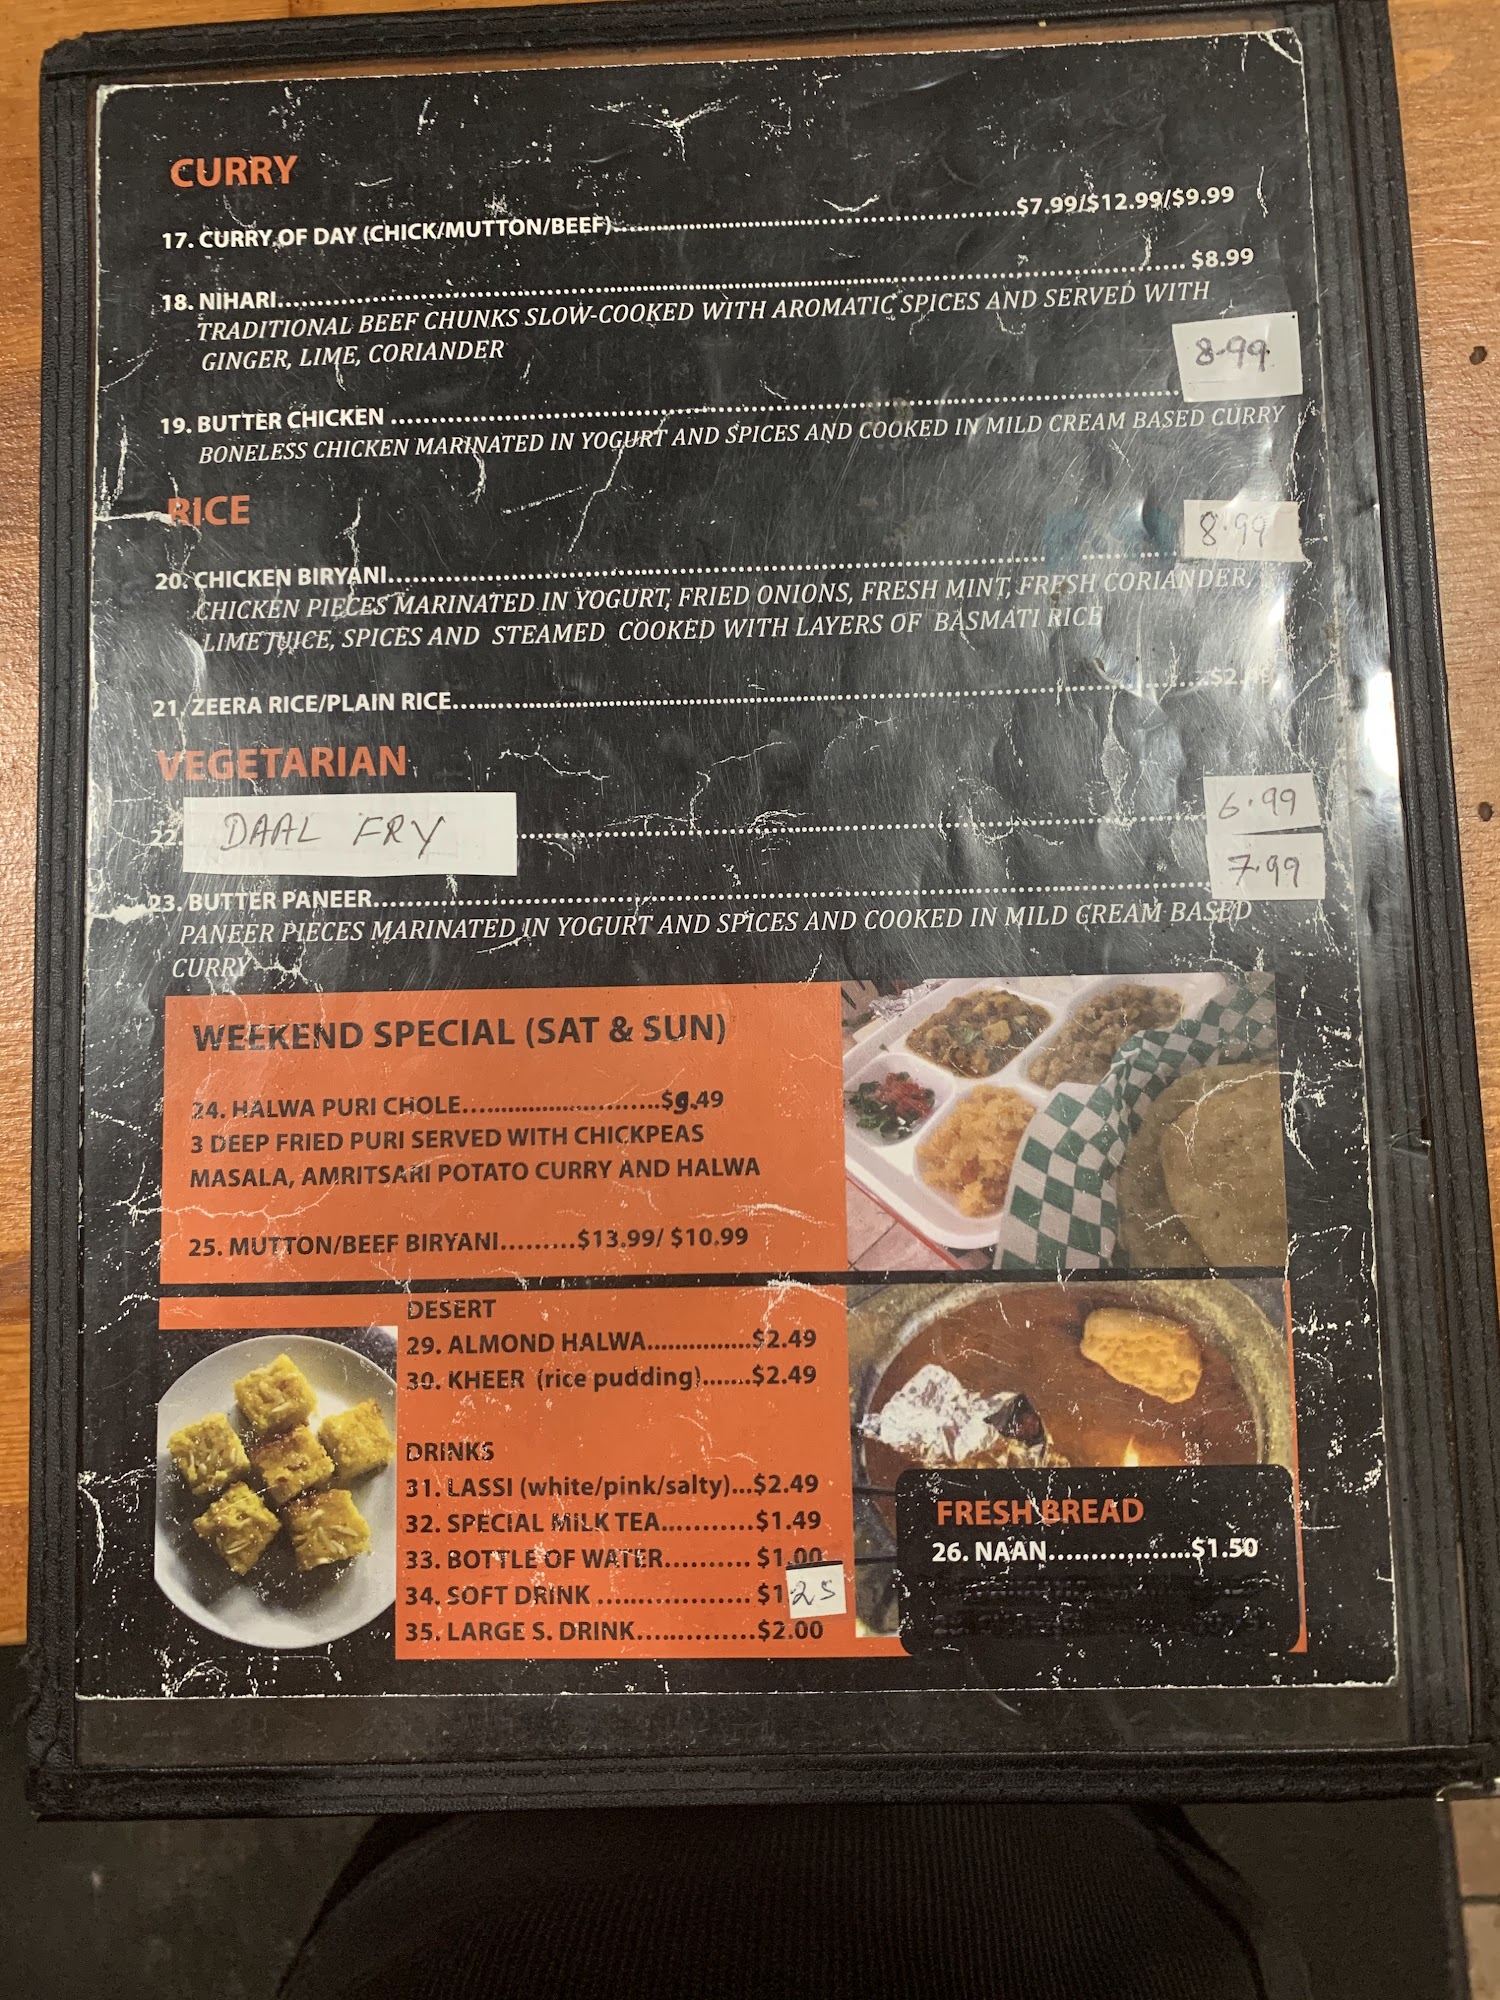 CURRY
17. CURRY OF DAY (CHICK/MUTTON/BEEF)....................$7.99/$12.99/$9.99
18. NIHARI.................... $8.99
TRADITIONAL BEEF CHUNKS SLOW-COOKED WITH AROMATIC SPICES AND SERVED WITH
GINGER, LIME, CORIANDER
19. BUTTER CHICKEN .................... 8.99
BONELESS CHICKEN MARINATED IN YOGURT AND SPICES AND COOKED IN MILD CREAM BASED CURRY
RICE
20. CHICKEN BIRYANI.................... 8.99
CHICKEN PIECES MARINATED IN YOGURT, FRIED ONIONS, FRESH MINT, FRESH CORIANDER,
LIME JUICE, SPICES AND STEAMED COOKED WITH LAYERS OF BASMATI RICE
21. ZEERA RICE/PLAIN RICE....................
VEGETARIAN
22. DAAL FRY .................... 6.99
23. BUTTER PANEER.................... 7.99
PANEER PIECES MARINATED IN YOGURT AND SPICES AND COOKED IN MILD CREAM BASED
CURRY
WEEKEND SPECIAL (SAT & SUN)
24. HALWA PURI CHOLE....................$9.49
3 DEEP FRIED PURI SERVED WITH CHICKPEAS
MASALA, AMRITSARI POTATO CURRY AND HALWA
25. MUTTON/BEEF BIRYANI.........$13.99/ $10.99
DESERT
29. ALMOND HALWA................$2.49
30. KHEER (rice pudding).......$2.49
DRINKS
31. LASSI (white/pink/salty)...$2.49
32. SPECIAL MILK TEA...........$1.49
33. BOTTLE OF WATER.......... $1.00
34. SOFT DRINK .................. $1 25
35. LARGE S. DRINK..............$2.00
FRESH BREAD
26. NAAN..................$1.50